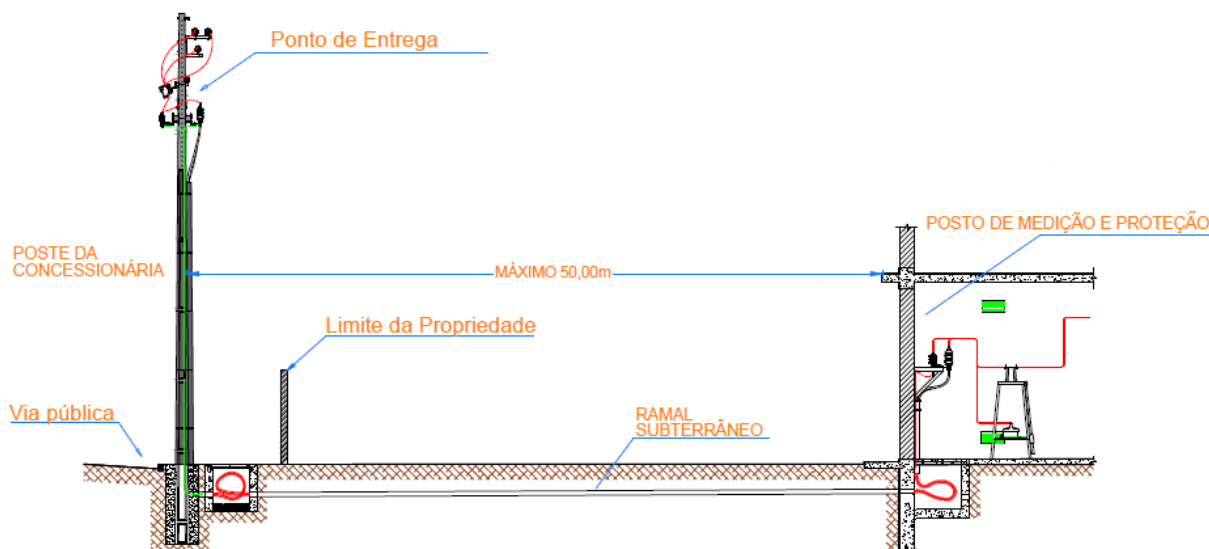 Ponto de Entrega
POSTO DE MEDIÇÃO E PROTEÇÃO
POSTE DA
CONCESSIONÁRIA
MÁXIMO 50,00m
Limite da Propriedade
Via pública
RAMAL
SUBTERRÂNEO